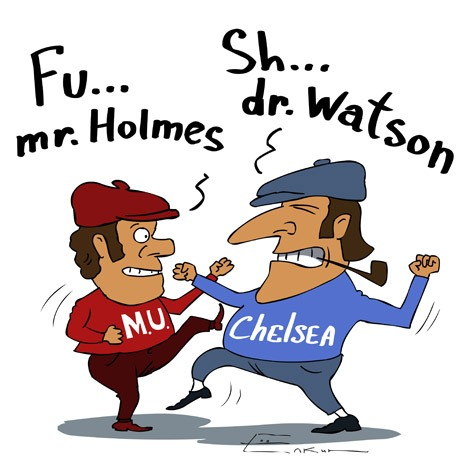 Fu...
mr. Holmes
Sh...
dr. Watson
M.U.
CHELSEA